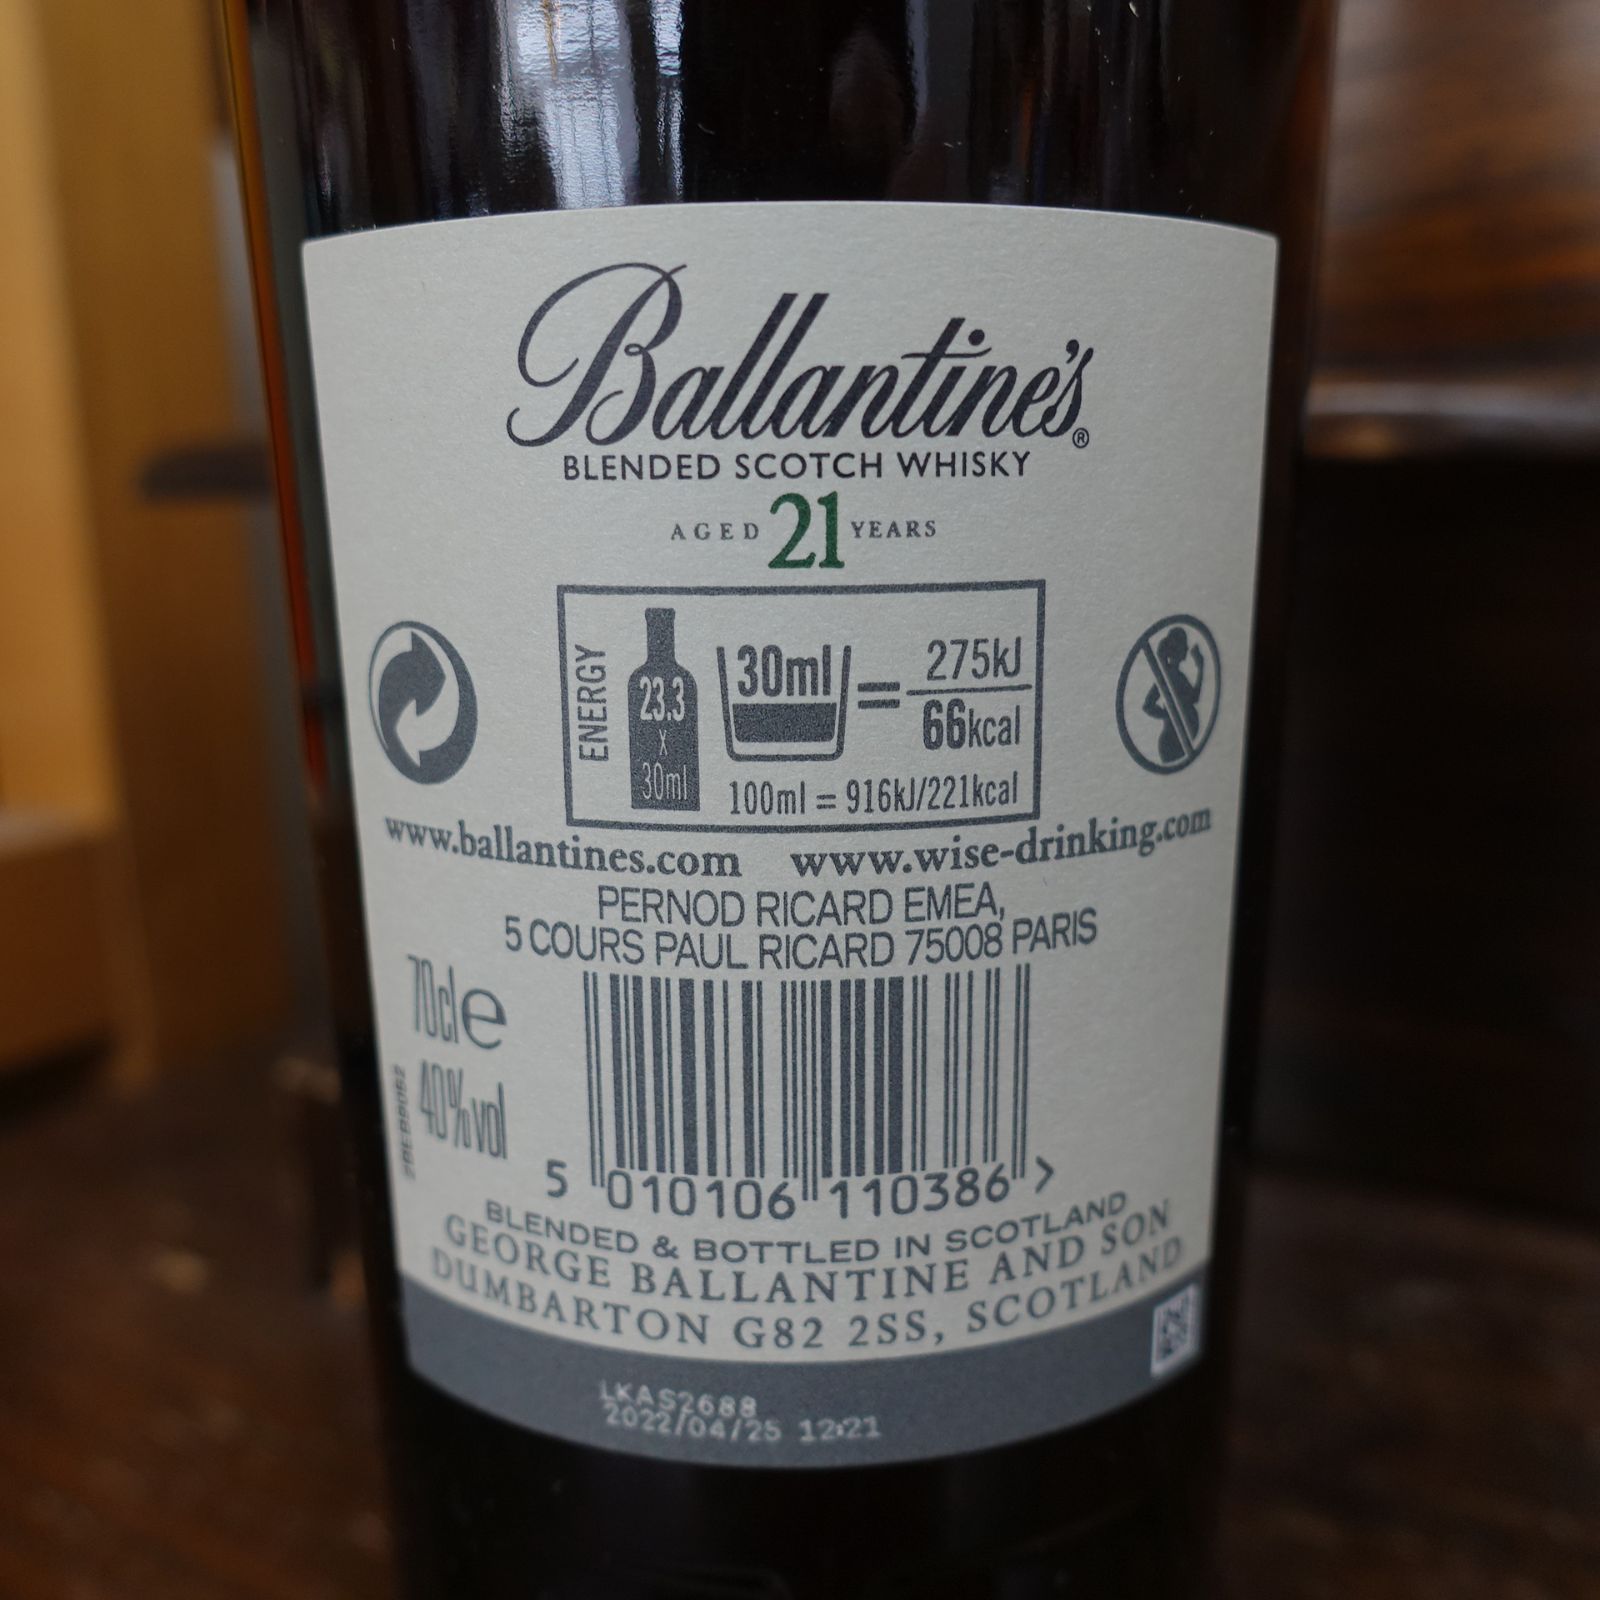 Ballantine's®
BLENDED SCOTCH WHISKY
AGED 21 YEARS
ENERGY
23.3
x
30ml
30ml
=
275kJ
66kcal
100ml = 916kJ/221kcal
www.ballantines.com www.wise-drinking.com
PERNOD RICARD EMEA,
5 COURS PAUL RICARD 75008 PARIS
70cl e
40%vol
5 010106 110386 >
BLENDED & BOTTLED IN SCOTLAND
GEORGE BALLANTINE AND SON
DUMBARTON G82 2SS, SCOTLAND
LKAS2688
2022/04/25 12:21